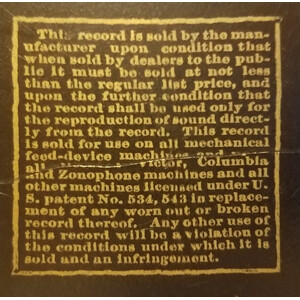 This record is sold by the man-
ufacturer upon condition that
when sold by dealers to the pub-
lic it must be sold at not less
than the regular list price, and
upon the further condition that
the record shall be used only for
the reproduction of sound direct-
ly from the record. This record
is sold for use on all mechanical
feed-device machines and
all Victor, Columbia
and Zonophone machines and all
other machines licensed under U.
S. patent No. 534,543 in replace-
ment of any worn out or broken
record thereof. Any other use of
this record will be a violation of
the conditions under which it is
sold and an infringement.